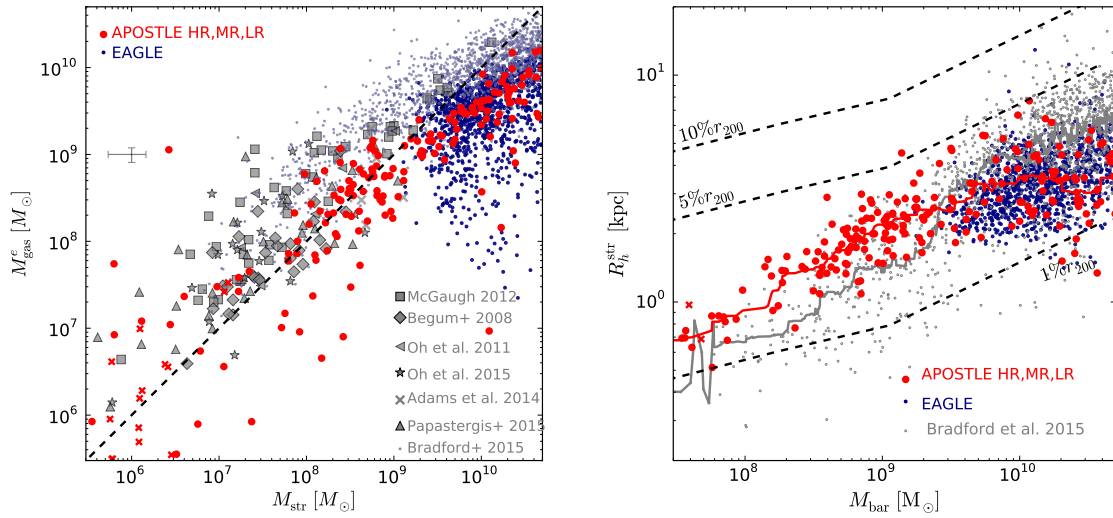 APOSTLE HR,MR,LR
EAGLE
10^10
10^9
10^8
10^7
10^6
M^e_gas [M_⊙]
McGaugh 2012
Begum+ 2008
Oh et al. 2011
Oh et al. 2015
Adams et al. 2014
Papastergis+ 2015
Bradford+ 2015
10^6 10^7 10^8 10^9 10^10
M_str [M_⊙]
10^1
10^0
R_h^str [kpc]
10%r_200
5%r_200
1%r_200
APOSTLE HR,MR,LR
EAGLE
Bradford et al. 2015
10^8 10^9 10^10
M_bar [M_⊙]